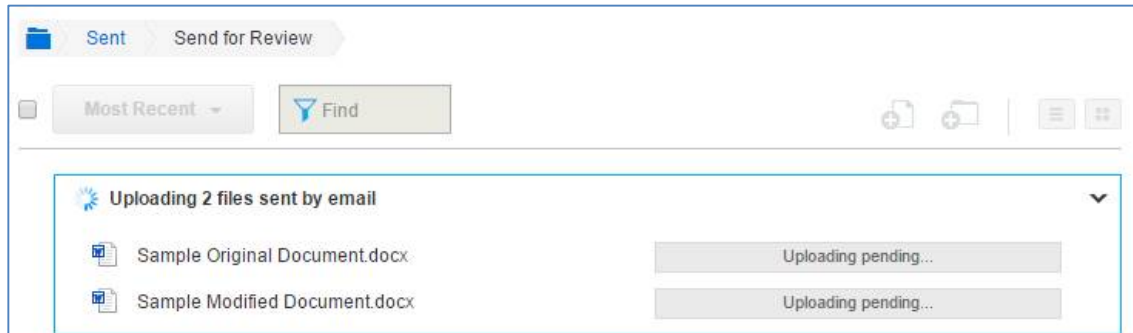 Sent Send for Review
Most Recent Find
Uploading 2 files sent by email
Sample Original Document.docx Uploading pending...
Sample Modified Document.docx Uploading pending...